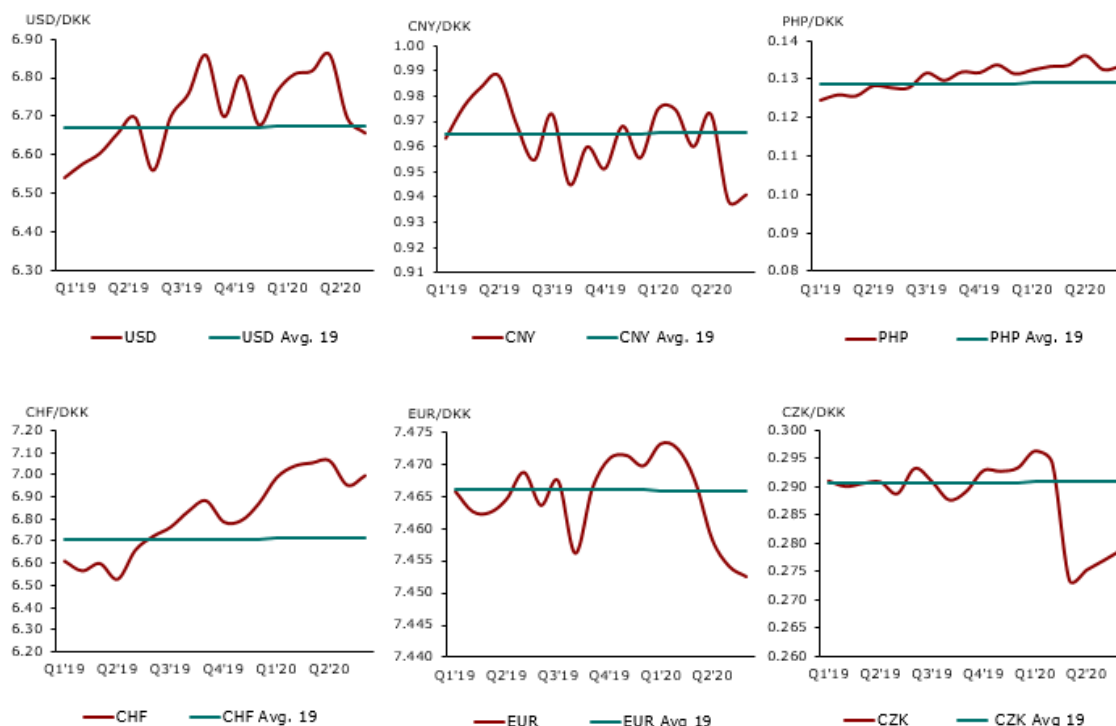 USD/DKK
6.90
6.80
6.70
6.60
6.50
6.40
6.30
Q1'19 Q2'19 Q3'19 Q4'19 Q1'20 Q2'20
USD USD Avg. 19
CNY/DKK
1.00
0.99
0.98
0.97
0.96
0.95
0.94
0.93
0.92
0.91
Q1'19 Q2'19 Q3'19 Q4'19 Q1'20 Q2'20
CNY CNY Avg. 19
PHP/DKK
0.14
0.13
0.12
0.11
0.10
0.09
0.08
Q1'19 Q2'19 Q3'19 Q4'19 Q1'20 Q2'20
PHP PHP Avg. 19
CHF/DKK
7.20
7.10
7.00
6.90
6.80
6.70
6.60
6.50
6.40
6.30
6.20
Q1'19 Q2'19 Q3'19 Q4'19 Q1'20 Q2'20
CHF CHF Avg. 19
EUR/DKK
7.475
7.470
7.465
7.460
7.455
7.450
7.445
7.440
Q1'19 Q2'19 Q3'19 Q4'19 Q1'20 Q2'20
EUR EUR Avg 19
CZK/DKK
0.300
0.295
0.290
0.285
0.280
0.275
0.270
0.265
0.260
Q1'19 Q2'19 Q3'19 Q4'19 Q1'20 Q2'20
CZK CZK Avg 19